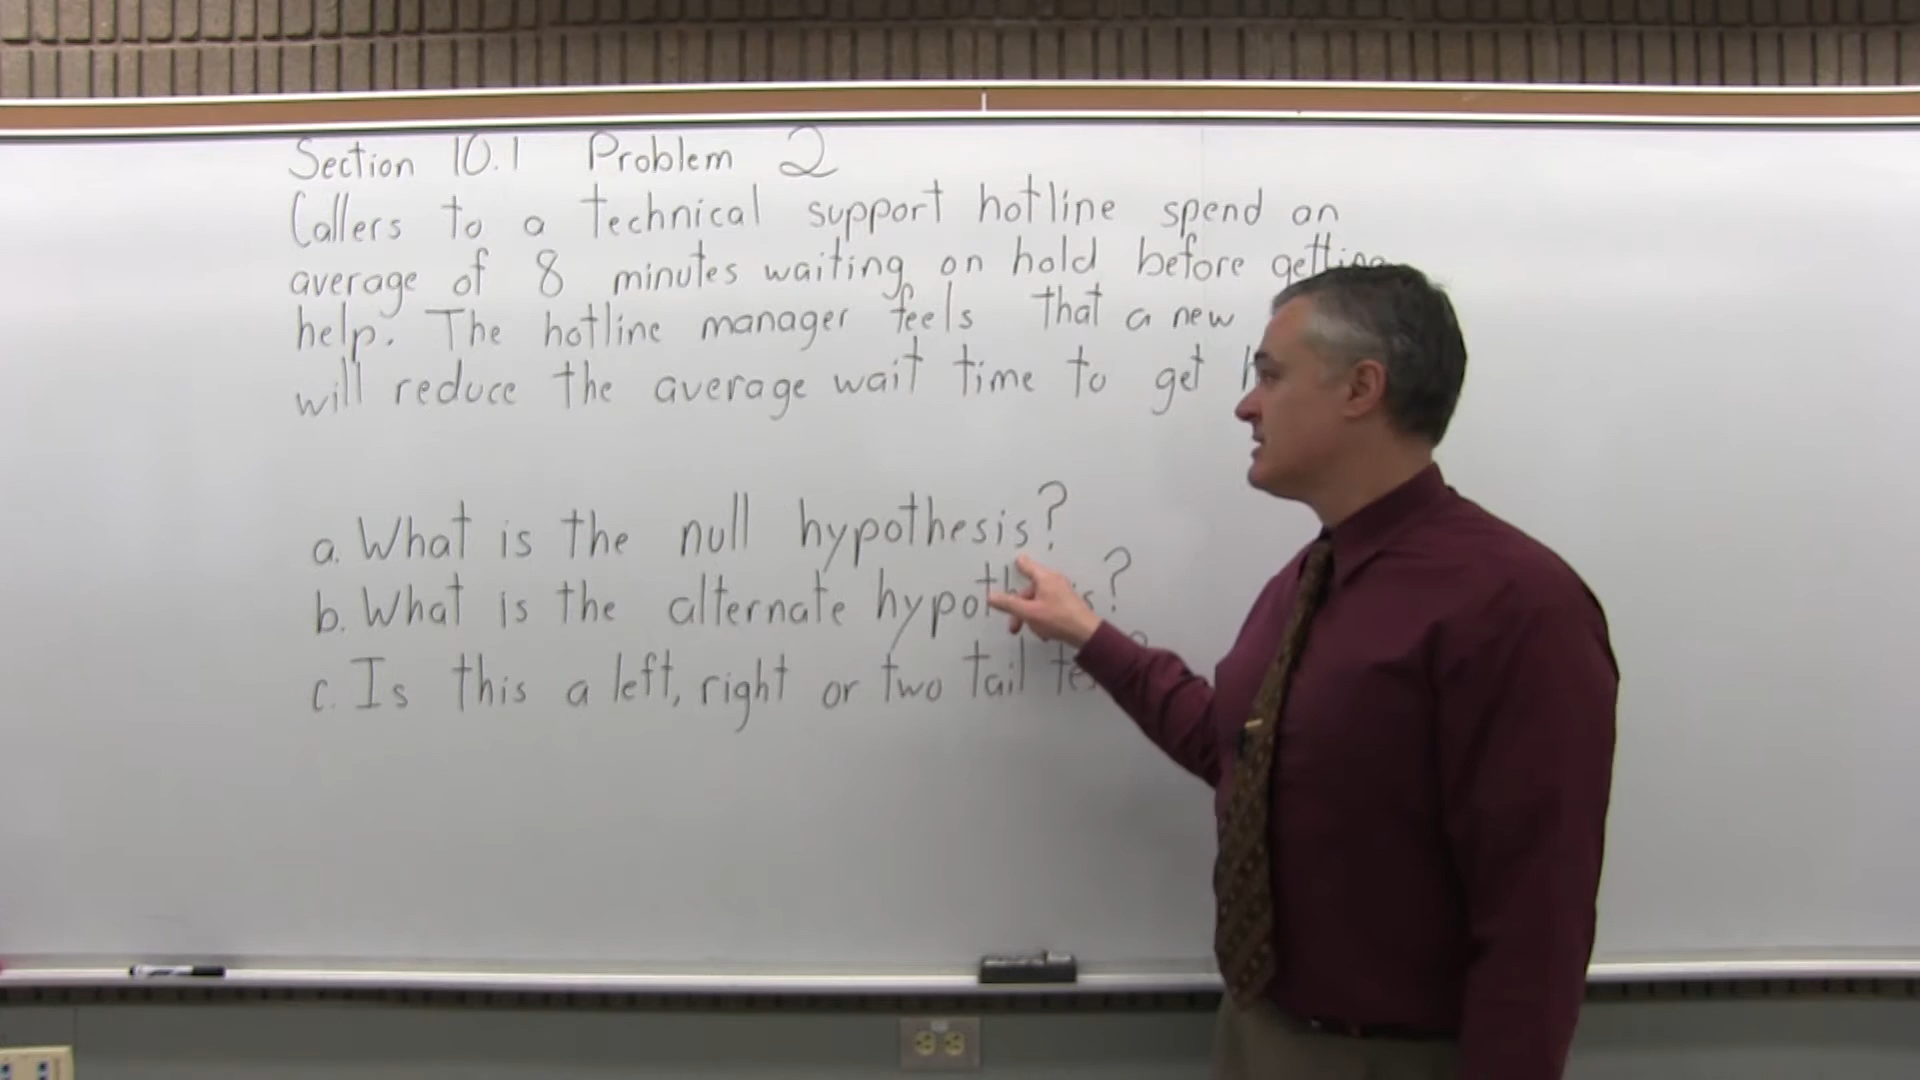 Section 10.1 Problem 2
Callers to a technical support hotline spend an
average of 8 minutes waiting on hold before getting
help. The hotline manager feels that a new
will reduce the average wait time to get
a. What is the null hypothesis?
b. What is the alternate hypothesis?
c. Is this a left, right or two tail